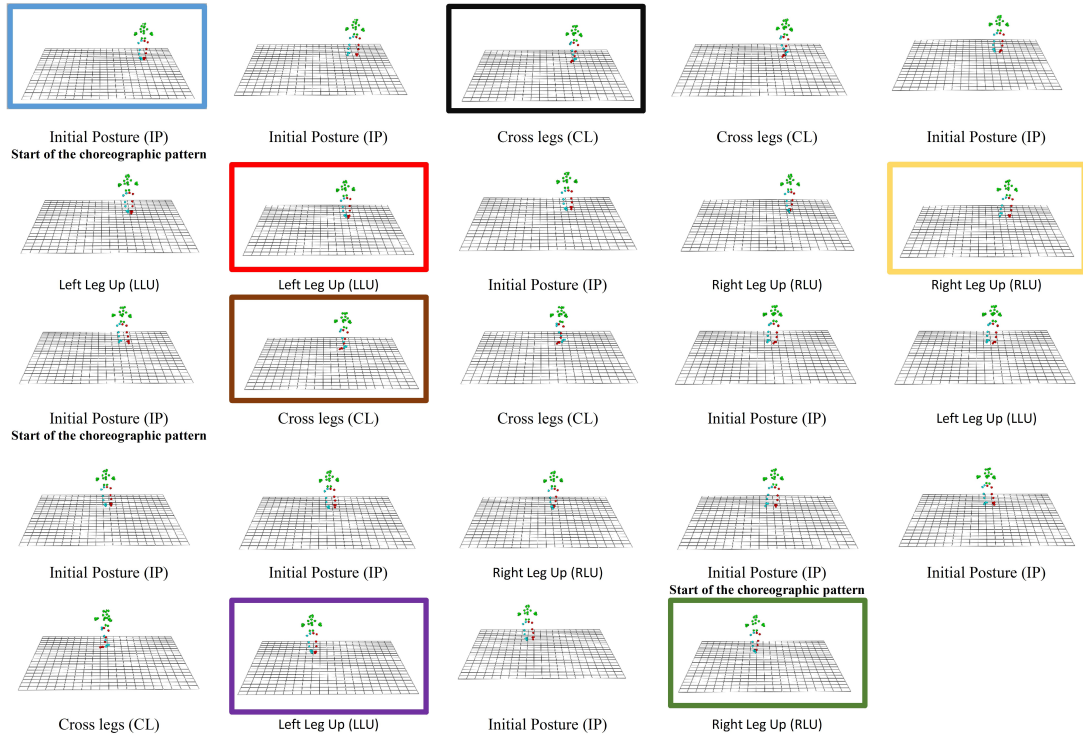 Initial Posture (IP)
Start of the choreographic pattern
Initial Posture (IP)
Cross legs (CL)
Cross legs (CL)
Initial Posture (IP)
Left Leg Up (LLU)
Left Leg Up (LLU)
Initial Posture (IP)
Right Leg Up (RLU)
Right Leg Up (RLU)
Initial Posture (IP)
Start of the choreographic pattern
Cross legs (CL)
Cross legs (CL)
Initial Posture (IP)
Left Leg Up (LLU)
Initial Posture (IP)
Initial Posture (IP)
Right Leg Up (RLU)
Initial Posture (IP)
Start of the choreographic pattern
Initial Posture (IP)
Cross legs (CL)
Left Leg Up (LLU)
Initial Posture (IP)
Right Leg Up (RLU)